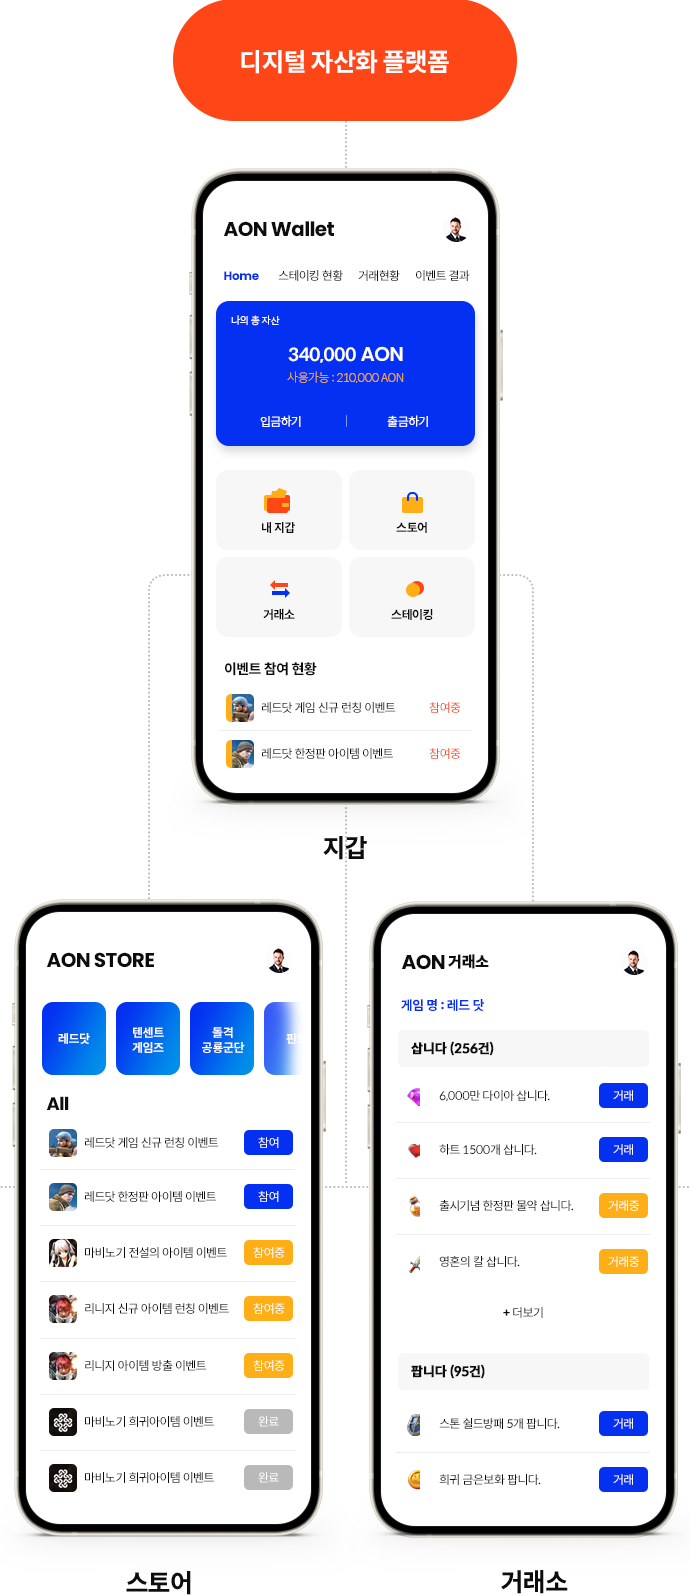 디지털 자산화 플랫폼
AON Wallet
Home 스테이킹 현황 거래현황 이벤트 결과
나의 총 자산
340,000 AON
사용가능 : 210,000 AON
입금하기 출금하기
내 지갑 스토어
거래소 스테이킹
이벤트 참여 현황
레드닷 게임 신규 런칭 이벤트 참여중
레드닷 한정판 아이템 이벤트 참여중
지갑
AON STORE
레드닷
텐센트
게임즈
돌격
공룡군단
All
레드닷 게임 신규 런칭 이벤트 참여
레드닷 한정판 아이템 이벤트 참여
마비노기 전설의 아이템 이벤트 참여중
리니지 신규 아이템 런칭 이벤트 참여중
리니지 아이템 방출 이벤트 참여중
마비노기 희귀아이템 이벤트 완료
마비노기 희귀아이템 이벤트 완료
스토어
AON 거래소
게임 명 : 레드 닷
삽니다 (256건)
6,000만 다이아 삽니다. 거래
하트 1500개 삽니다. 거래
출시기념 한정판 물약 삽니다. 거래중
영혼의 칼 삽니다. 거래중
+ 더보기
팝니다 (95건)
스톤 쉴드방패 5개 팝니다. 거래
희귀 금은보화 팝니다. 거래
거래소